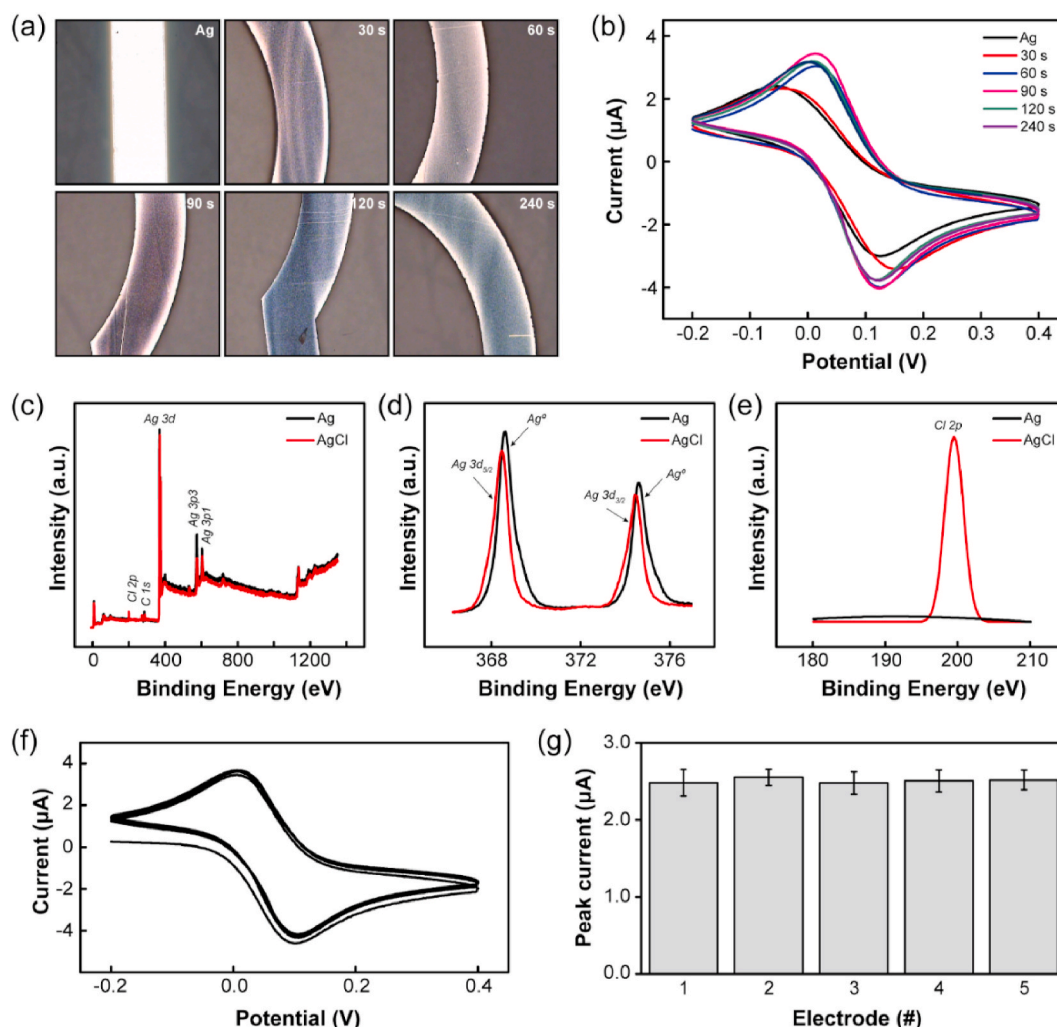 (a)
Ag
30 s
60 s
90 s
120 s
240 s
(b)
Current (µA)
4
2
0
-2
-4
Ag
30 s
60 s
90 s
120 s
240 s
-0.2 -0.1 0.0 0.1 0.2 0.3 0.4
Potential (V)
(c)
Intensity (a.u.)
Ag 3d
Ag
AgCl
Ag 3p3
Ag 3p1
Cl 2p
C 1s
0 400 800 1200
Binding Energy (eV)
(d)
Intensity (a.u.)
Ag⁰
Ag
AgCl
Ag 3d5/2
Ag⁰
Ag 3d3/2
368 372 376
Binding Energy (eV)
(e)
Intensity (a.u.)
Cl 2p
Ag
AgCl
180 190 200 210
Binding Energy (eV)
(f)
Current (µA)
4
2
0
-2
-4
-0.2 0.0 0.2 0.4
Potential (V)
(g)
Peak current (µA)
3.0
2.0
1.0
0.0
1 2 3 4 5
Electrode (#)